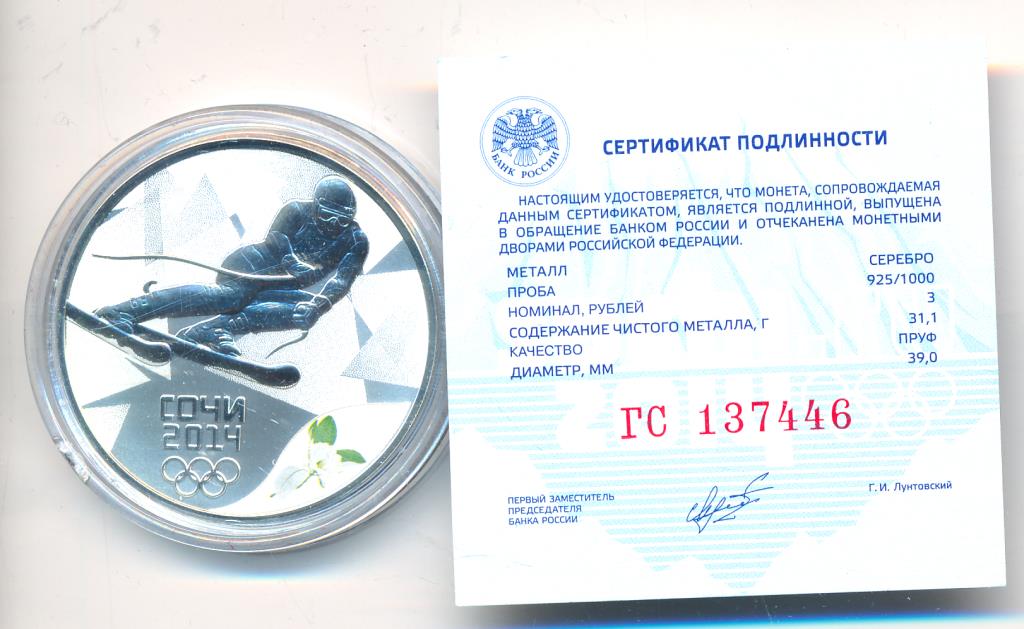 СОЧИ
2014
БАНК РОССИИ
СЕРТИФИКАТ ПОДЛИННОСТИ
НАСТОЯЩИМ УДОСТОВЕРЯЕТСЯ, ЧТО МОНЕТА, СОПРОВОЖДАЕМАЯ
ДАННЫМ СЕРТИФИКАТОМ, ЯВЛЯЕТСЯ ПОДЛИННОЙ, ВЫПУЩЕНА
В ОБРАЩЕНИЕ БАНКОМ РОССИИ И ОТЧЕКАНЕНА МОНЕТНЫМИ
ДВОРАМИ РОССИЙСКОЙ ФЕДЕРАЦИИ.
МЕТАЛЛ СЕРЕБРО
ПРОБА 925/1000
НОМИНАЛ, РУБЛЕЙ 3
СОДЕРЖАНИЕ ЧИСТОГО МЕТАЛЛА, Г 31,1
КАЧЕСТВО ПРУФ
ДИАМЕТР, ММ 39,0
ГС 137446
ПЕРВЫЙ ЗАМЕСТИТЕЛЬ
ПРЕДСЕДАТЕЛЯ
БАНКА РОССИИ
Г. И. Лунтовский